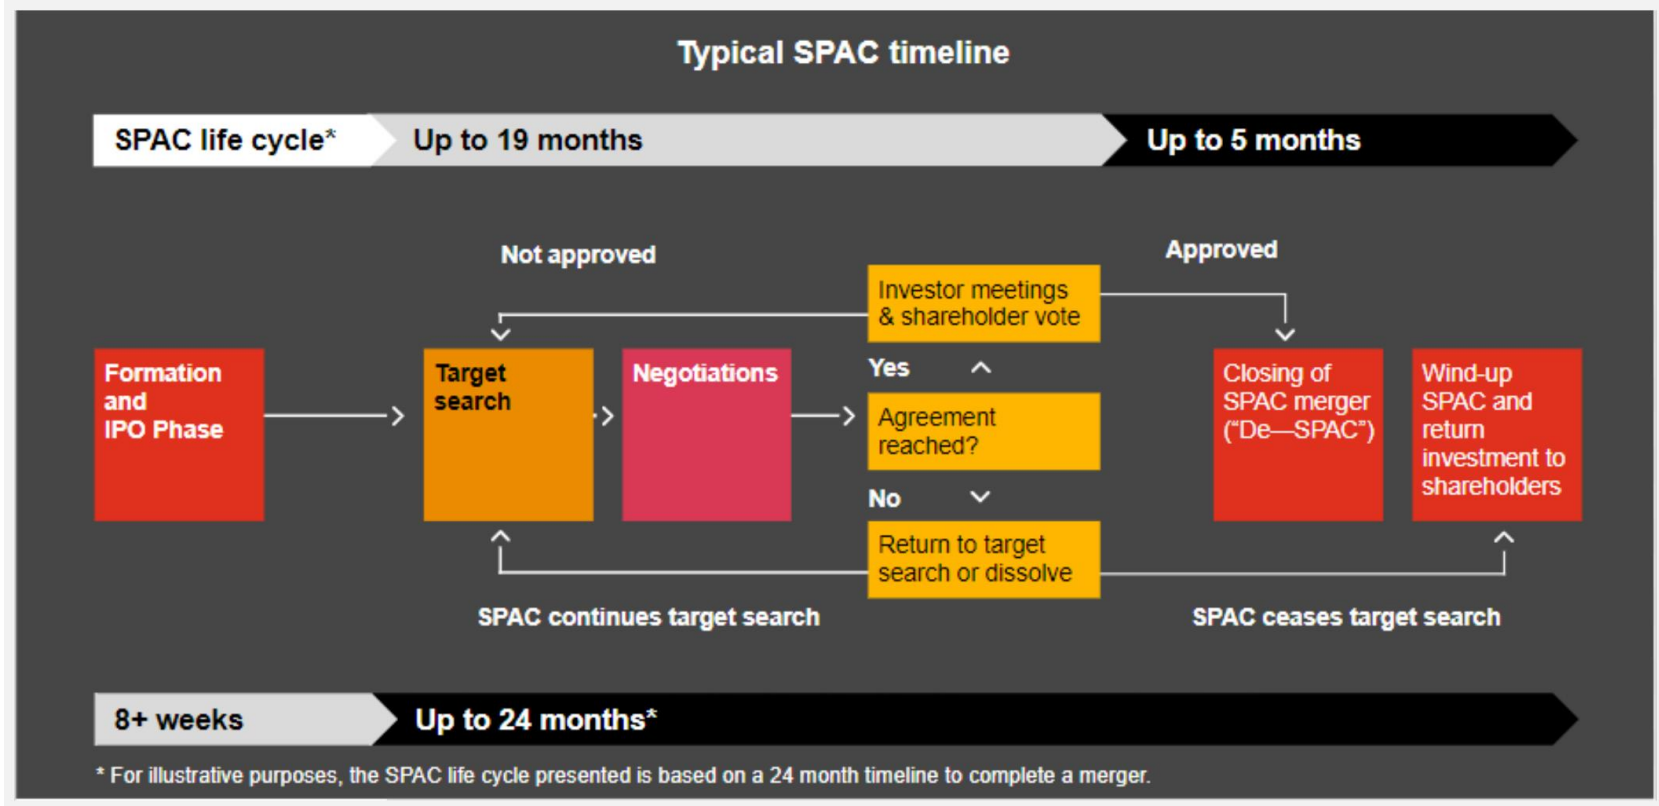 Typical SPAC timeline
SPAC life cycle*
Up to 19 months
Up to 5 months
Not approved
Approved
Investor meetings
& shareholder vote
Formation
and
IPO Phase
Target
search
Negotiations
Yes
Agreement
reached?
No
Return to target
search or dissolve
Closing of
SPAC merger
(“De—SPAC”)
Wind-up
SPAC and
return
investment to
shareholders
SPAC continues target search
SPAC ceases target search
8+ weeks
Up to 24 months*
* For illustrative purposes, the SPAC life cycle presented is based on a 24 month timeline to complete a merger.